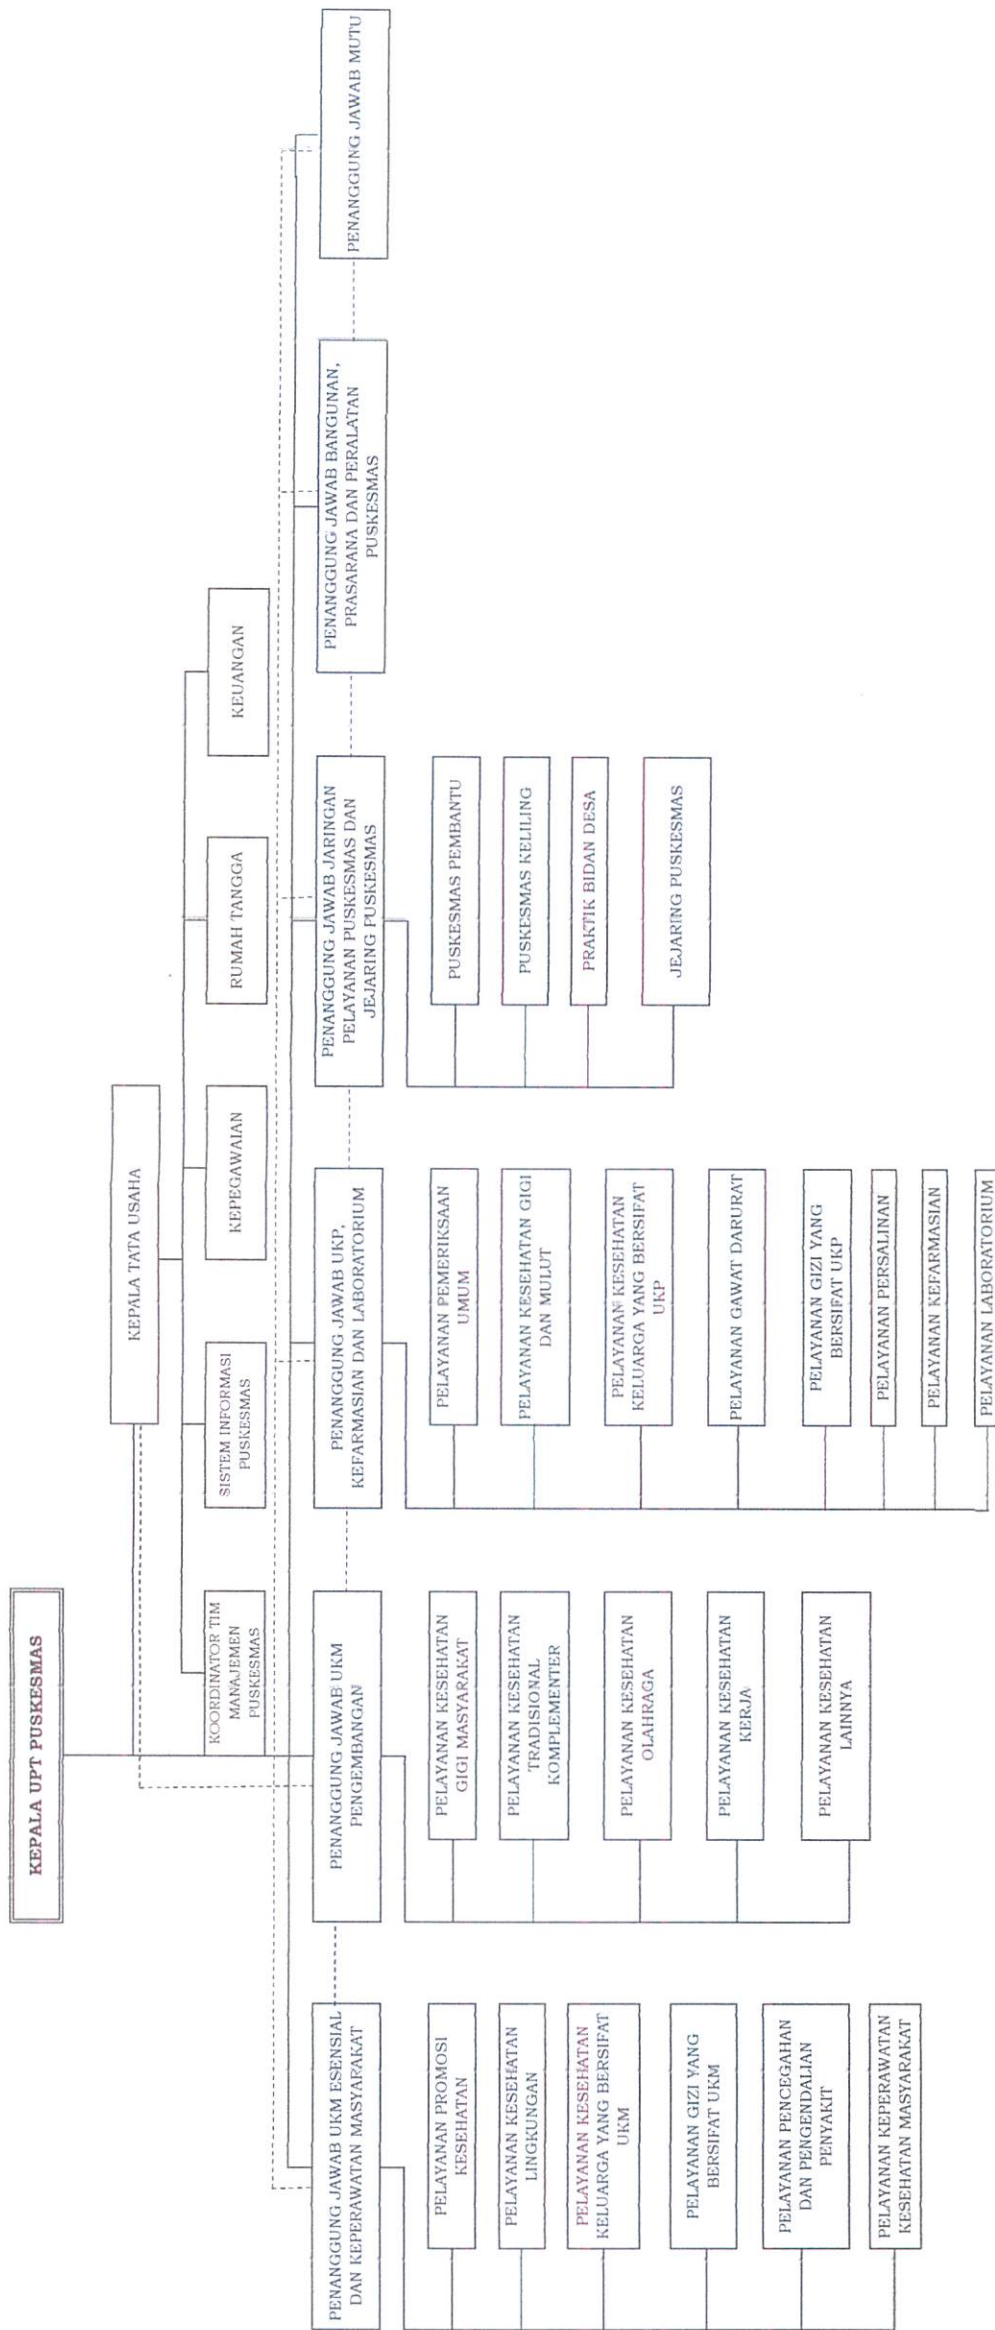 KEPALA UPT PUSKESMAS
KEPALA TATA USAHA
KOORDINATOR TIM
MANAJEMEN
PUSKESMAS
SISTEM INFORMASI
PUSKESMAS
KEPEGAWAIAN
RUMAH TANGGA
KEUANGAN
PENANGGUNG JAWAB UKM ESENSIAL
DAN KEPERAWATAN MASYARAKAT
PENANGGUNG JAWAB UKM
PENGEMBANGAN
PENANGGUNG JAWAB UKP,
KEFARMASIAN DAN LABORATORIUM
PENANGGUNG JAWAB JARINGAN
PELAYANAN PUSKESMAS DAN
JEJARING PUSKESMAS
PENANGGUNG JAWAB BANGUNAN,
PRASARANA DAN PERALATAN
PUSKESMAS
PENANGGUNG JAWAB MUTU
PELAYANAN PROMOSI
KESEHATAN
PELAYANAN KESEHATAN
LINGKUNGAN
PELAYANAN KESEHATAN
KELUARGA YANG BERSIFAT
UKM
PELAYANAN GIZI YANG
BERSIFAT UKM
PELAYANAN PENCEGAHAN
DAN PENGENDALIAN
PENYAKIT
PELAYANAN KEPERAWATAN
KESEHATAN MASYARAKAT
PELAYANAN KESEHATAN
GIGI MASYARAKAT
PELAYANAN KESEHATAN
TRADISIONAL
KOMPLEMENTER
PELAYANAN KESEHATAN
OLAHRAGA
PELAYANAN KESEHATAN
KERJA
PELAYANAN KESEHATAN
LAINNYA
PELAYANAN PEMERIKSAAN
UMUM
PELAYANAN KESEHATAN GIGI
DAN MULUT
PELAYANAN KESEHATAN
KELUARGA YANG BERSIFAT
UKP
PELAYANAN GAWAT DARURAT
PELAYANAN GIZI YANG
BERSIFAT UKP
PELAYANAN PERSALINAN
PELAYANAN KEFARMASIAN
PELAYANAN LABORATORIUM
PUSKESMAS PEMBANTU
PUSKESMAS KELILING
PRAKTIK BIDAN DESA
JEJARING PUSKESMAS